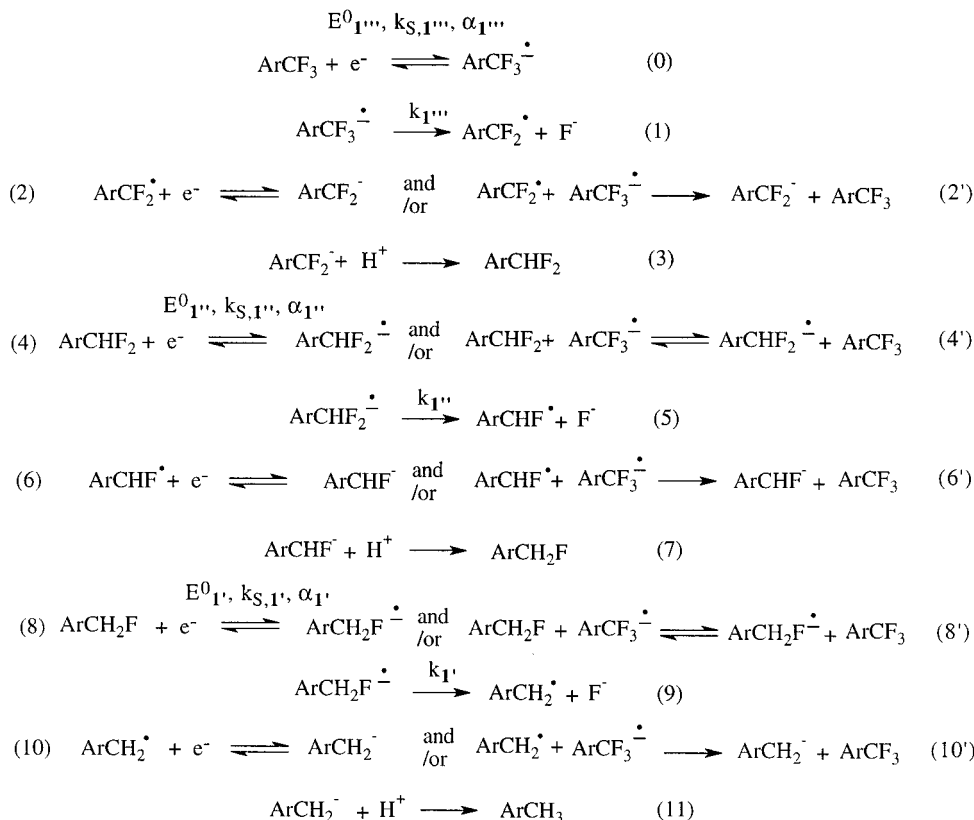 E⁰₁''', k_S,₁''', α₁'''
ArCF₃ + e⁻ ⇌ ArCF₃•⁻ (0)
k₁'''
ArCF₃•⁻ → ArCF₂• + F⁻ (1)
(2) ArCF₂• + e⁻ ⇌ ArCF₂⁻ and /or ArCF₂• + ArCF₃•⁻ → ArCF₂⁻ + ArCF₃ (2')
ArCF₂⁻ + H⁺ → ArCHF₂ (3)
E⁰₁'', k_S,₁'', α₁''
(4) ArCHF₂ + e⁻ ⇌ ArCHF₂•⁻ and /or ArCHF₂ + ArCF₃•⁻ ⇌ ArCHF₂•⁻ + ArCF₃ (4')
k₁''
ArCHF₂•⁻ → ArCHF• + F⁻ (5)
(6) ArCHF• + e⁻ ⇌ ArCHF⁻ and /or ArCHF• + ArCF₃•⁻ → ArCHF⁻ + ArCF₃ (6')
ArCHF⁻ + H⁺ → ArCH₂F (7)
E⁰₁', k_S,₁', α₁'
(8) ArCH₂F + e⁻ ⇌ ArCH₂F•⁻ and /or ArCH₂F + ArCF₃•⁻ ⇌ ArCH₂F•⁻ + ArCF₃ (8')
k₁'
ArCH₂F•⁻ → ArCH₂• + F⁻ (9)
(10) ArCH₂• + e⁻ ⇌ ArCH₂⁻ and /or ArCH₂• + ArCF₃•⁻ → ArCH₂⁻ + ArCF₃ (10')
ArCH₂⁻ + H⁺ → ArCH₃ (11)